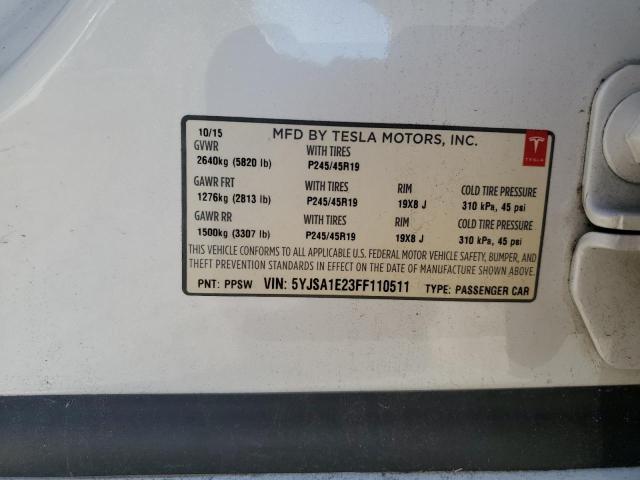 10/15 MFD BY TESLA MOTORS, INC.
GVWR WITH TIRES
2640kg (5820 lb) P245/45R19
TESLA
GAWR FRT WITH TIRES RIM COLD TIRE PRESSURE
1276kg (2813 lb) P245/45R19 19X8 J 310 kPa, 45 psi
GAWR RR WITH TIRES RIM COLD TIRE PRESSURE
1500kg (3307 lb) P245/45R19 19X8 J 310 kPa, 45 psi
THIS VEHICLE CONFORMS TO ALL APPLICABLE U.S. FEDERAL MOTOR VEHICLE SAFETY, BUMPER, AND
THEFT PREVENTION STANDARDS IN EFFECT ON THE DATE OF MANUFACTURE SHOWN ABOVE.
PNT: PPSW VIN: 5YJSA1E23FF110511 TYPE: PASSENGER CAR